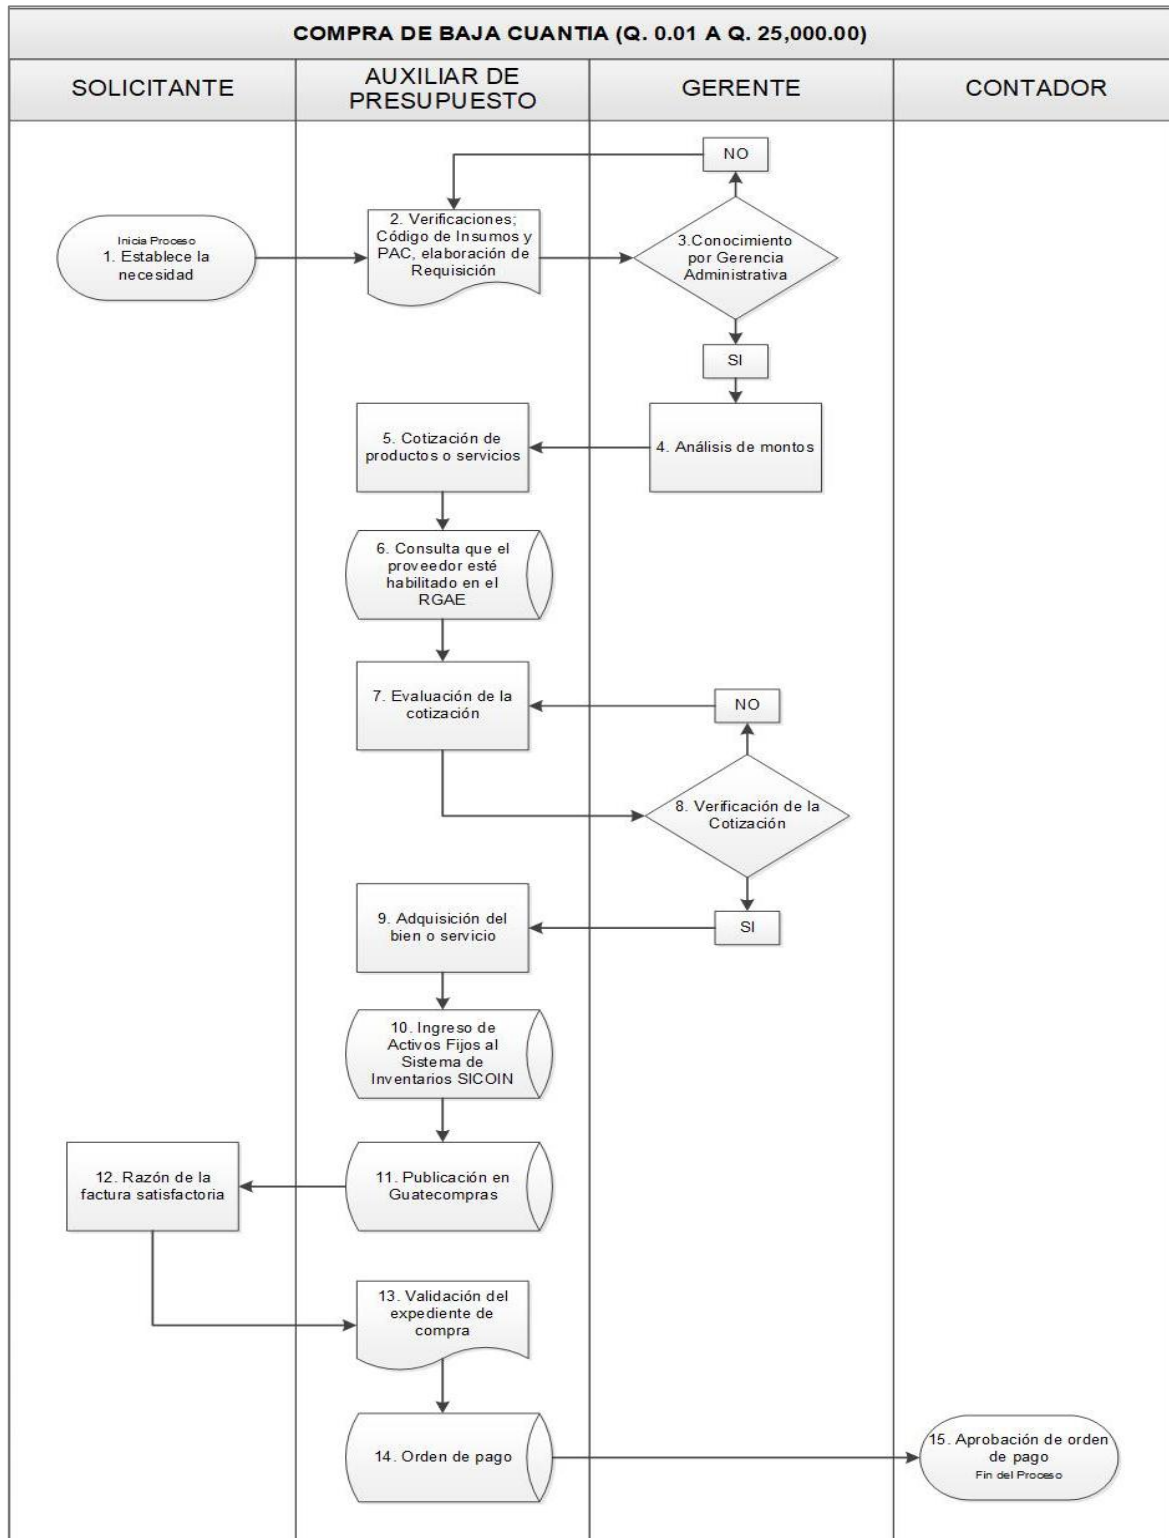 COMPRA DE BAJA CUANTIA (Q. 0.01 A Q. 25,000.00)
SOLICITANTE
AUXILIAR DE
PRESUPUESTO
GERENTE
CONTADOR
NO
Inicia Proceso
1. Establece la
necesidad
2. Verificaciones;
Código de Insumos y
PAC, elaboración de
Requisición
3.Conocimiento
por Gerencia
Administrativa
SI
4. Análisis de montos
5. Cotización de
productos o servicios
6. Consulta que el
proveedor esté
habilitado en el
RGAE
7. Evaluación de la
cotización
NO
8. Verificación de la
Cotización
SI
9. Adquisición del
bien o servicio
10. Ingreso de
Activos Fijos al
Sistema de
Inventarios SICOIN
11. Publicación en
Guatecompras
12. Razón de la
factura satisfactoria
13. Validación del
expediente de
compra
14. Orden de pago
15. Aprobación de orden
de pago
Fin del Proceso